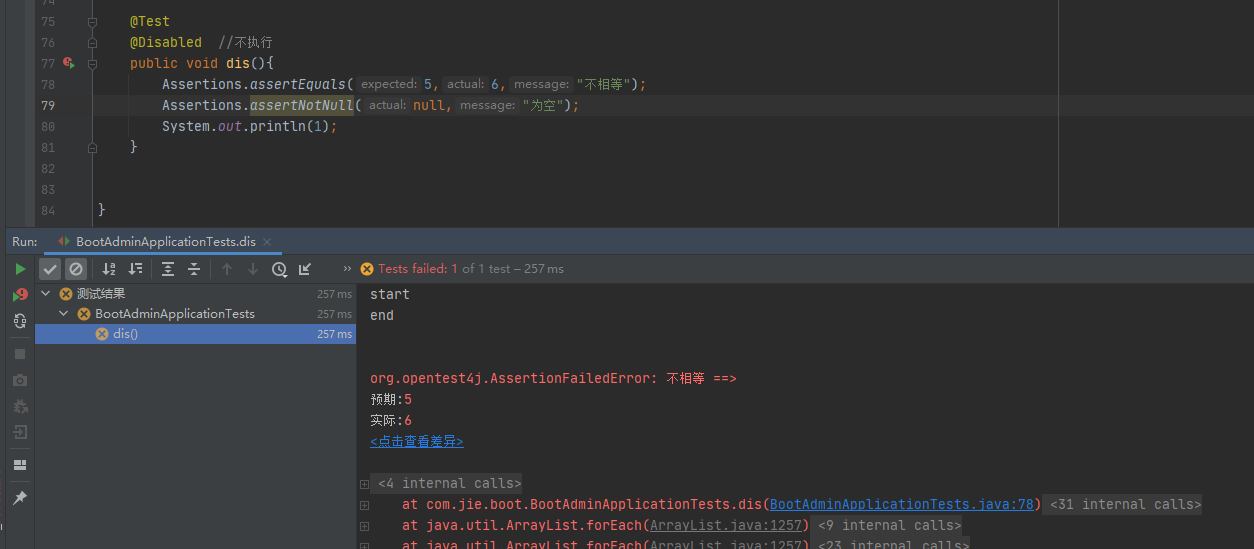 74
75
76
77
78
79
80
81
82
83
84
@Test
@Disabled //不执行
public void dis(){
Assertions.assertEquals( expected: 5, actual: 6, message: "不相等");
Assertions.assertNotNull( actual: null, message: "为空");
System.out.println(1);
}
}
Run: BootAdminApplicationTests.dis ×
» Tests failed: 1 of 1 test – 257 ms
测试结果 257 ms
BootAdminApplicationTests 257 ms
dis() 257 ms
start
end
org.opentest4j.AssertionFailedError: 不相等 ==>
预期:5
实际:6
<点击查看差异>
<4 internal calls>
at com.jie.boot.BootAdminApplicationTests.dis(BootAdminApplicationTests.java:78) <31 internal calls>
at java.util.ArrayList.forEach(ArrayList.java:1257) <9 internal calls>
at java.util.ArrayList.forEach(ArrayList.java:1257) <23 internal calls>